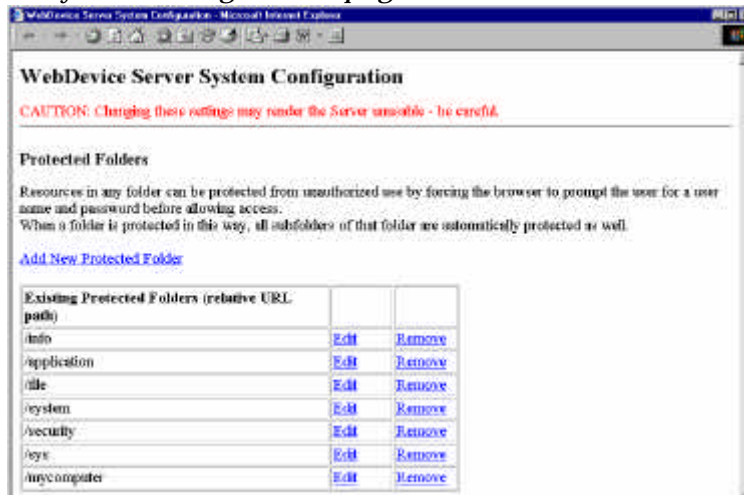 WebDevice Server System Configuration - Microsoft Internet Explorer
WebDevice Server System Configuration
CAUTION: Changing these settings may render the Server unusable - be careful.
Protected Folders
Resources in any folder can be protected from unauthorized use by forcing the browser to prompt the user for a user
name and password before allowing access.
When a folder is protected in this way, all subfolders of that folder are automatically protected as well.
Add New Protected Folder
Existing Protected Folders (relative URL
path)
/info Edit Remove
/application Edit Remove
/file Edit Remove
/system Edit Remove
/security Edit Remove
/sys Edit Remove
/mycomputer Edit Remove